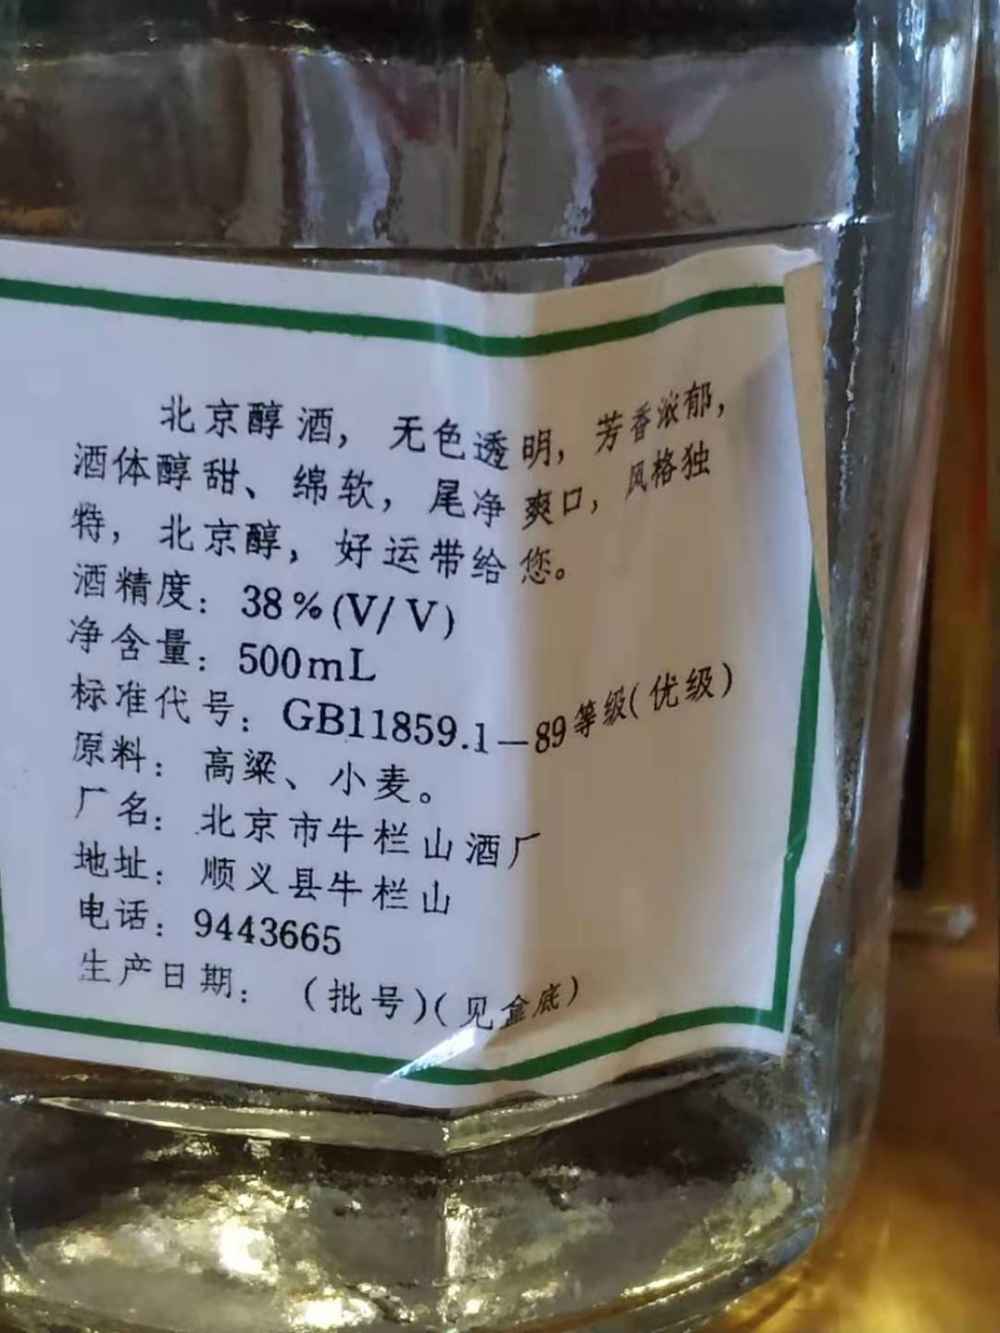 北京醇酒，无色透明，芳香浓郁，
酒体醇甜、绵软，尾净爽口，风格独
特，北京醇，好运带给您。
酒精度：38%(V/V)
净含量：500mL
标准代号：GB11859.1—89等级(优级)
原料：高粱、小麦。
厂名：北京市牛栏山酒厂
地址：顺义县牛栏山
电话：9443665
生产日期：（批号)(见盒底)